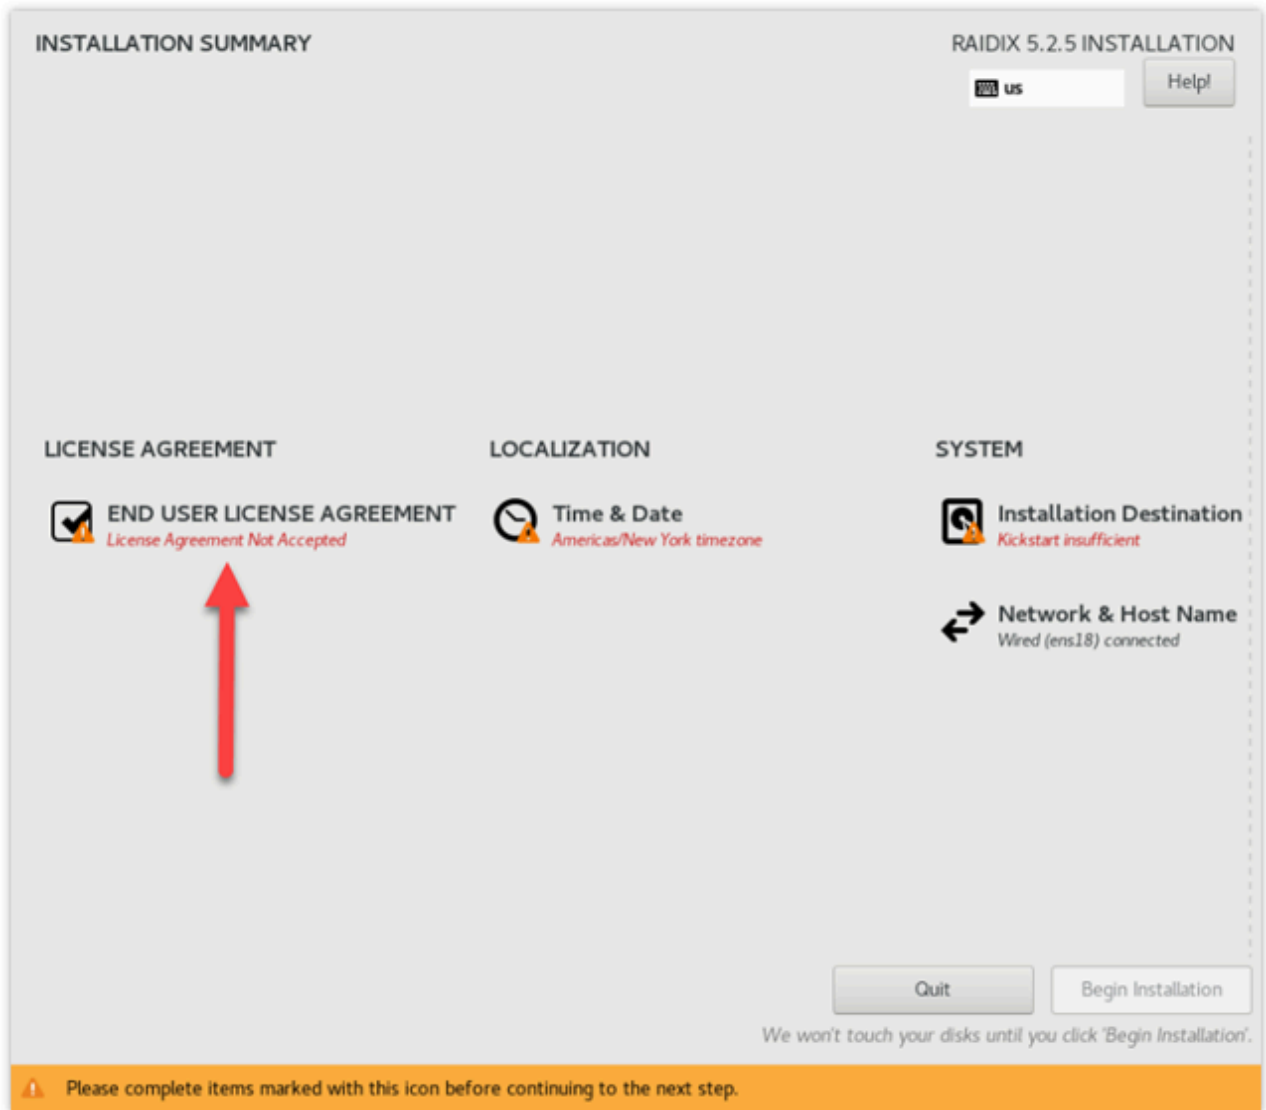 INSTALLATION SUMMARY
RAIDIX 5.2.5 INSTALLATION
us
Help!
LICENSE AGREEMENT
END USER LICENSE AGREEMENT
License Agreement Not Accepted
LOCALIZATION
Time & Date
Americas/New York timezone
SYSTEM
Installation Destination
Kickstart insufficient
Network & Host Name
Wired (ens18) connected
Quit
Begin Installation
We won't touch your disks until you click 'Begin Installation'.
Please complete items marked with this icon before continuing to the next step.